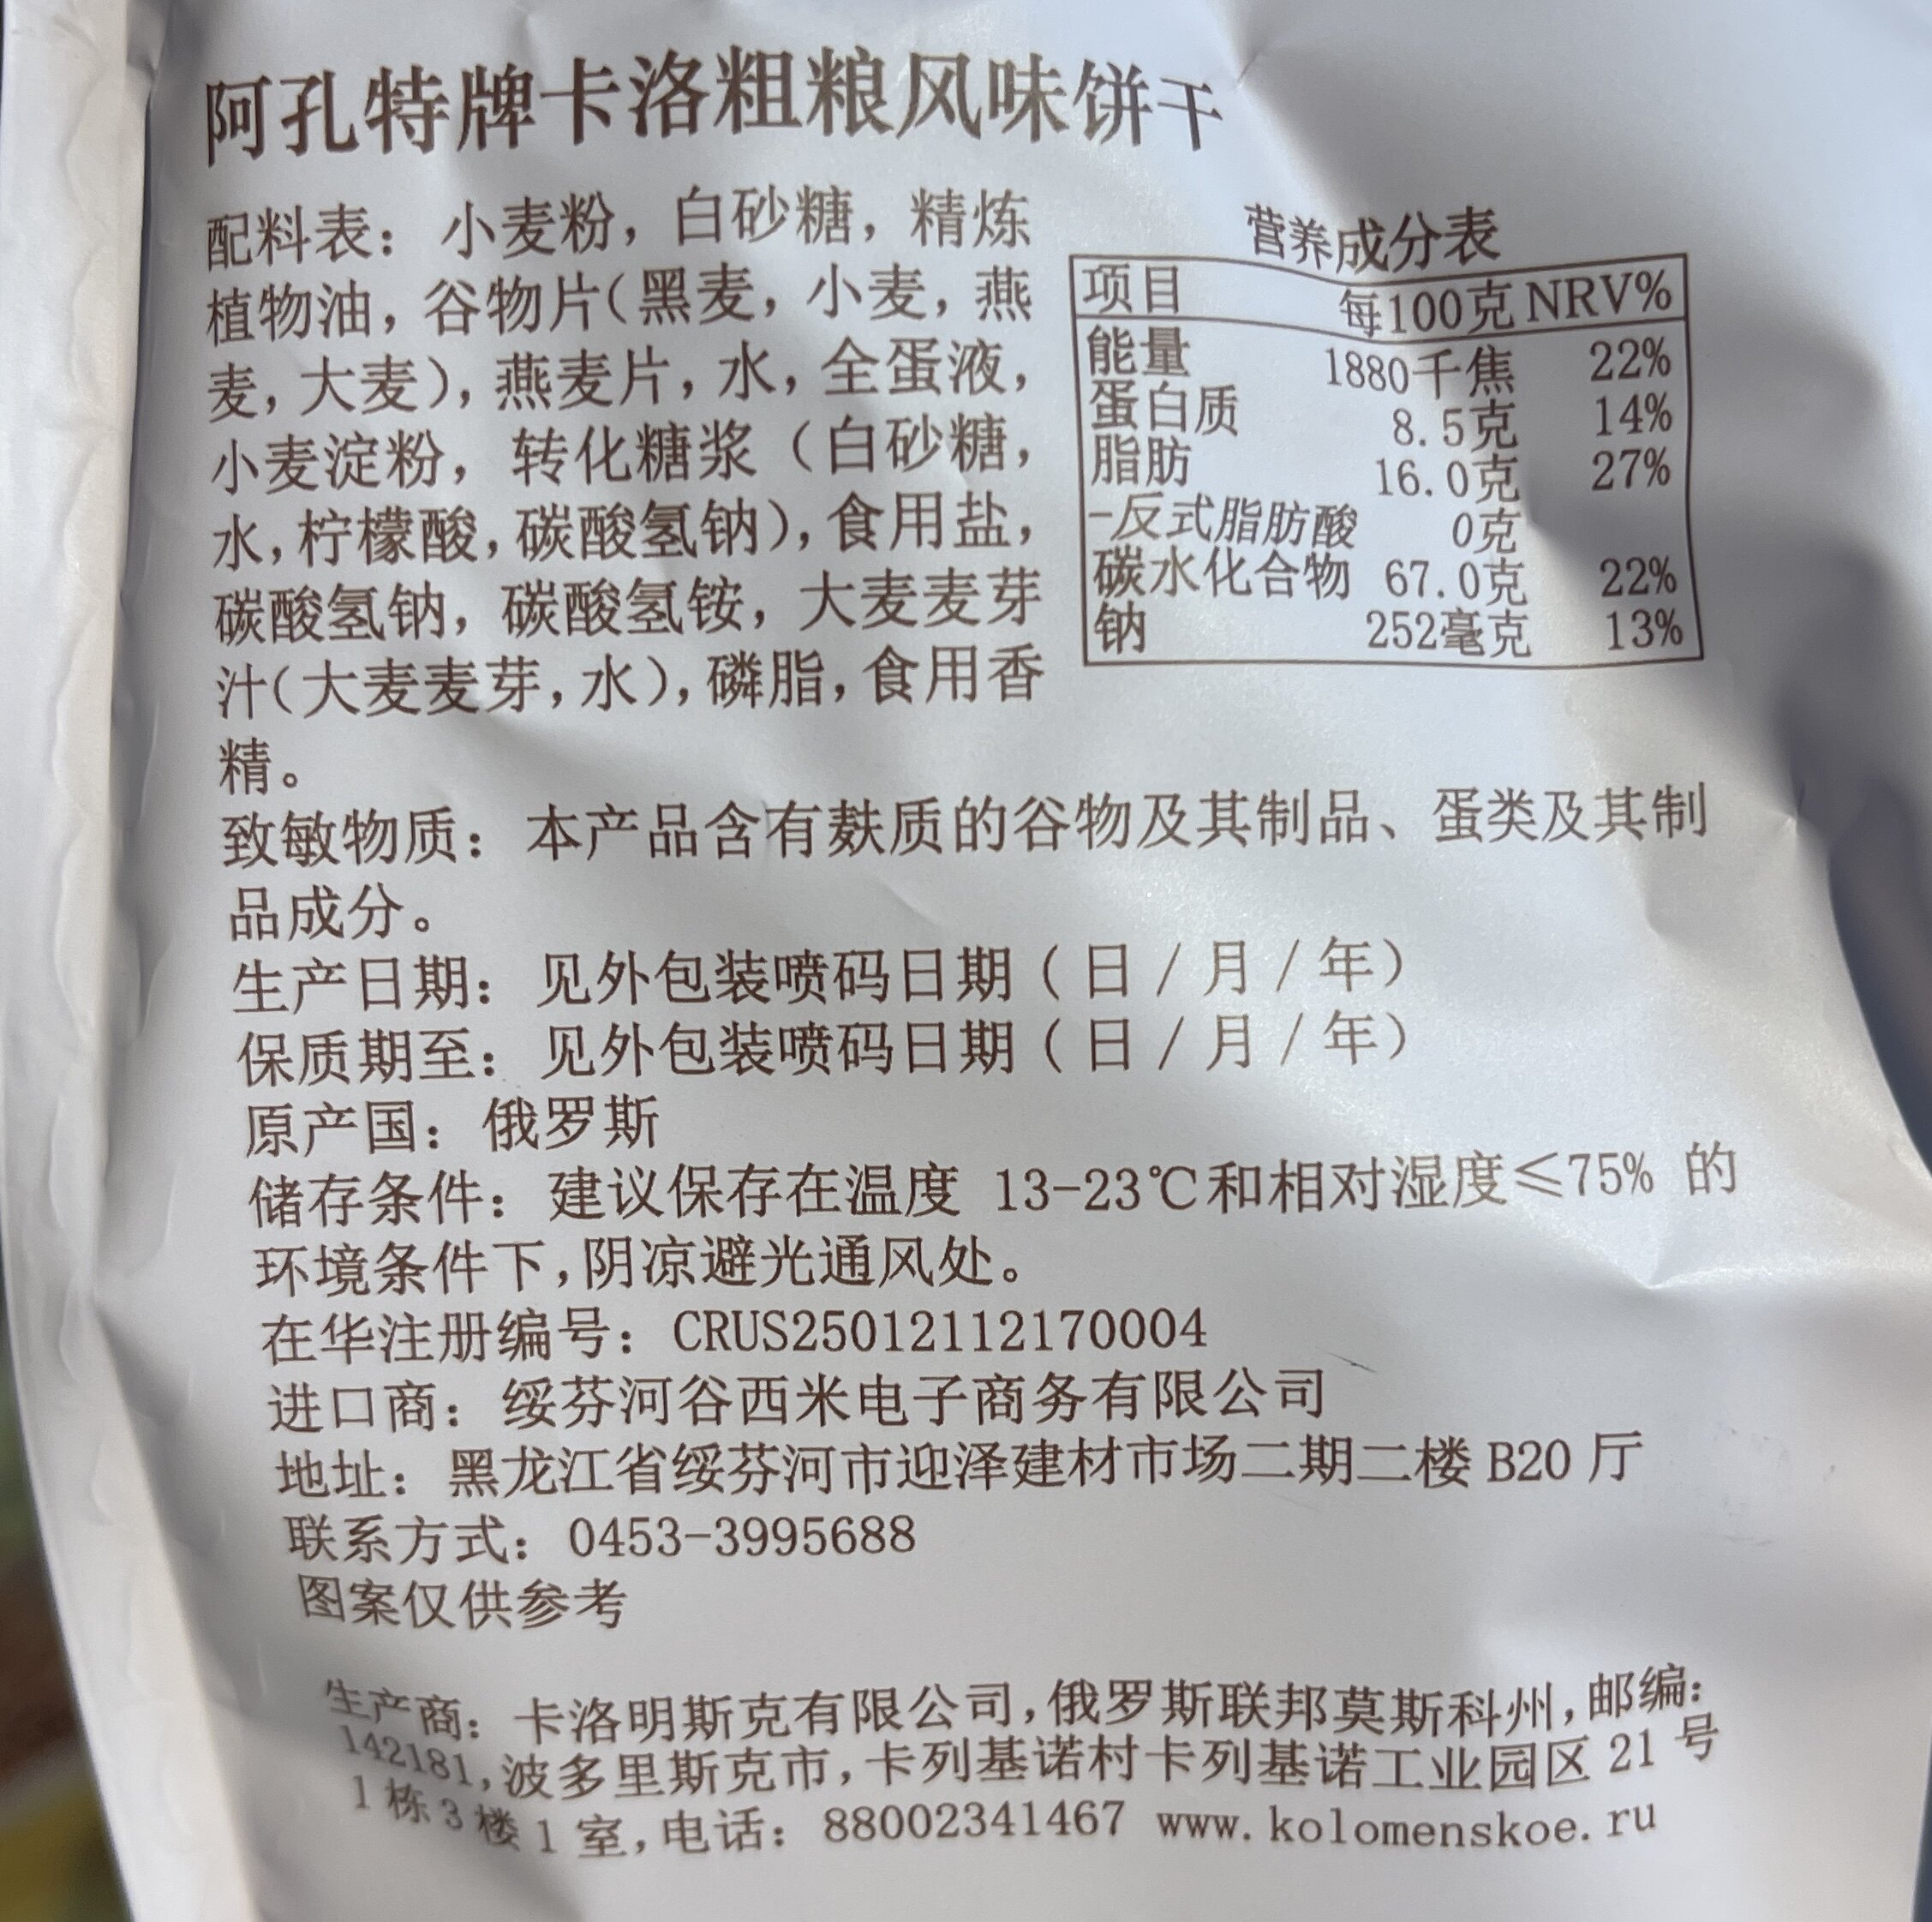 阿孔特牌卡洛粗粮风味饼干
配料表：小麦粉，白砂糖，精炼
植物油，谷物片（黑麦，小麦，燕
麦，大麦），燕麦片，水，全蛋液，
小麦淀粉，转化糖浆（白砂糖，
水，柠檬酸，碳酸氢钠），食用盐，
碳酸氢钠，碳酸氢铵，大麦麦芽
汁（大麦麦芽，水），磷脂，食用香
精。
营养成分表
项目 每100克 NRV%
能量 1880千焦 22%
蛋白质 8.5克 14%
脂肪 16.0克 27%
-反式脂肪酸 0克
碳水化合物 67.0克 22%
钠 252毫克 13%
致敏物质：本产品含有麸质的谷物及其制品、蛋类及其制
品成分。
生产日期：见外包装喷码日期（日/月/年）
保质期至：见外包装喷码日期（日/月/年）
原产国：俄罗斯
储存条件：建议保存在温度 13-23℃和相对湿度≤75% 的
环境条件下，阴凉避光通风处。
在华注册编号：CRUS25012112170004
进口商：绥芬河谷西米电子商务有限公司
地址：黑龙江省绥芬河市迎泽建材市场二期二楼 B20 厅
联系方式：0453-3995688
图案仅供参考
生产商：卡洛明斯克有限公司，俄罗斯联邦莫斯科州，邮编：
142181，波多里斯克市，卡列基诺村卡列基诺工业园区 21 号
1 栋 3 楼 1 室，电话：88002341467 www.kolomenskoe.ru